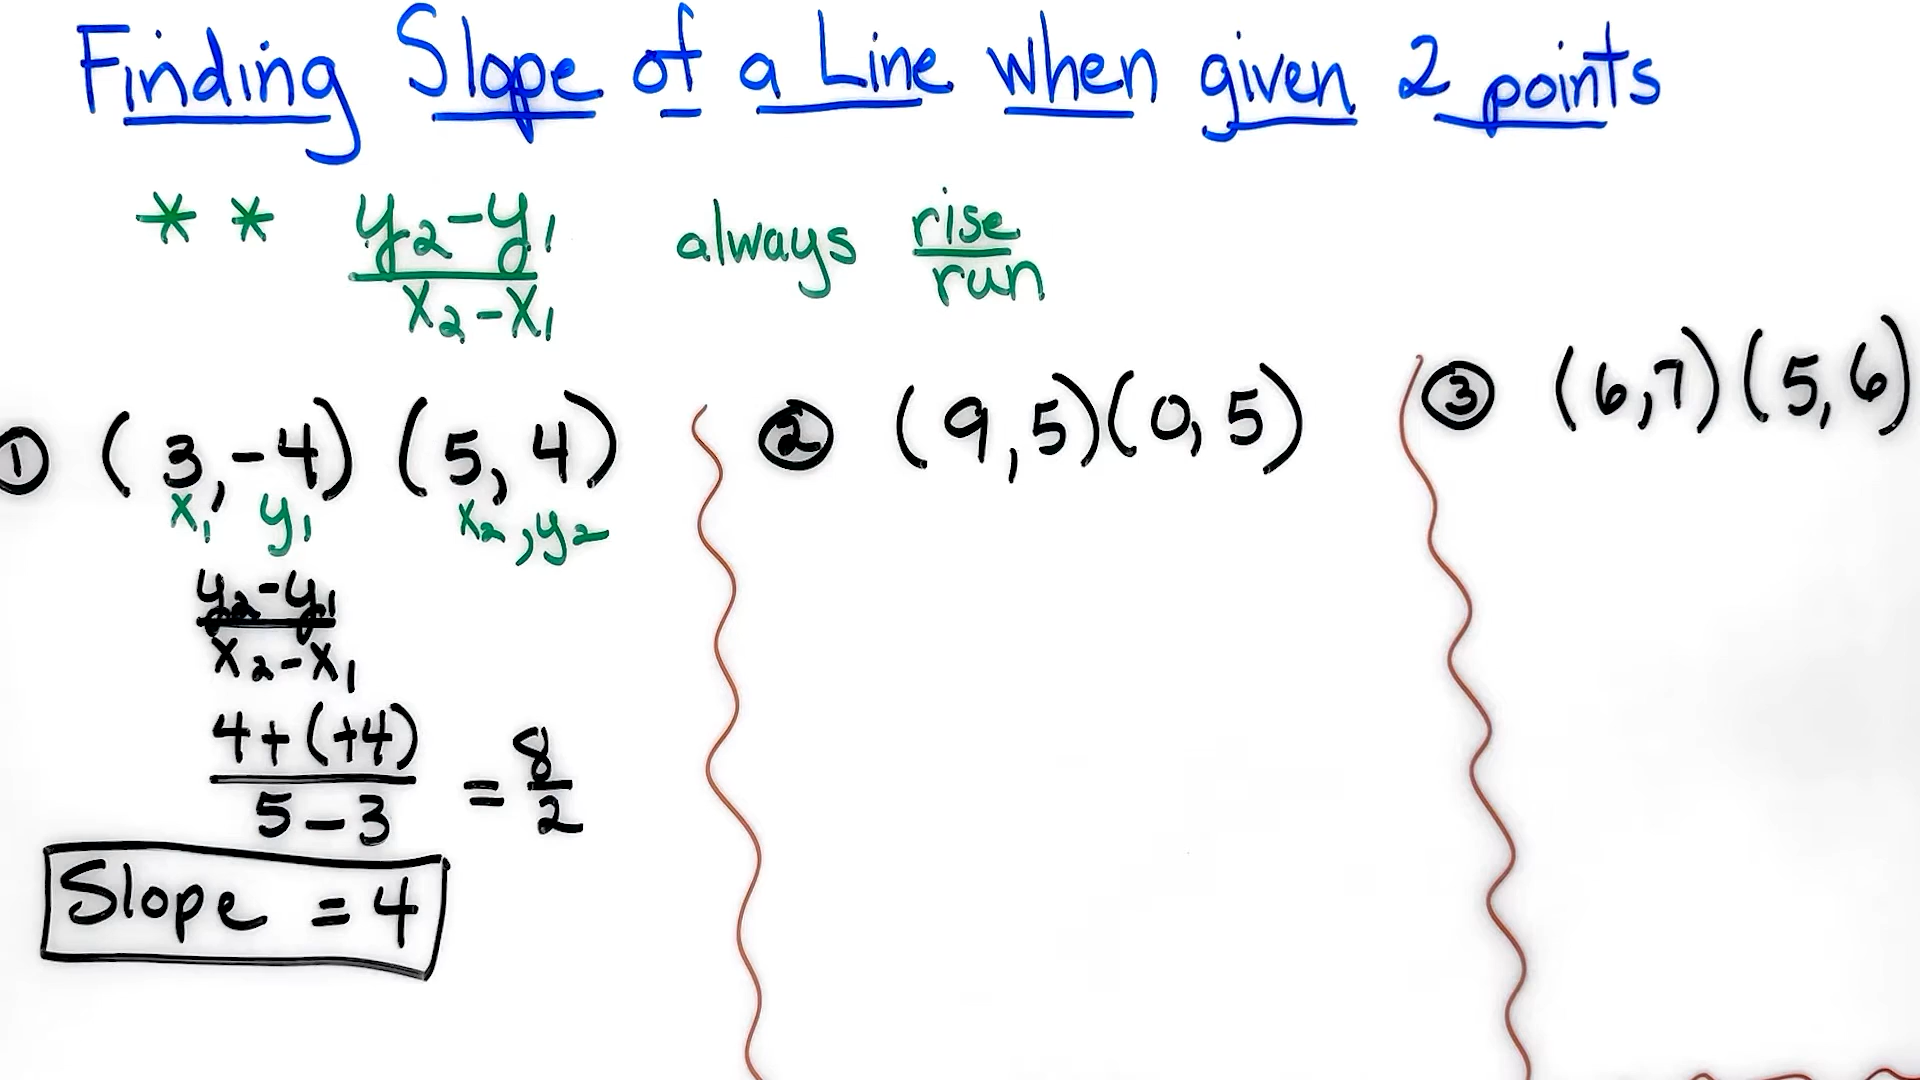 Finding Slope of a Line when given 2 points
** y₂-y₁ always rise
x₂-x₁ run
① (3,-4) (5,4)
x₁ y₁ x₂,y₂
y₂-y₁
x₂-x₁
4+(+4)
5-3
= 8
2
Slope = 4
② (9,5)(0,5)
③ (6,7)(5,6)